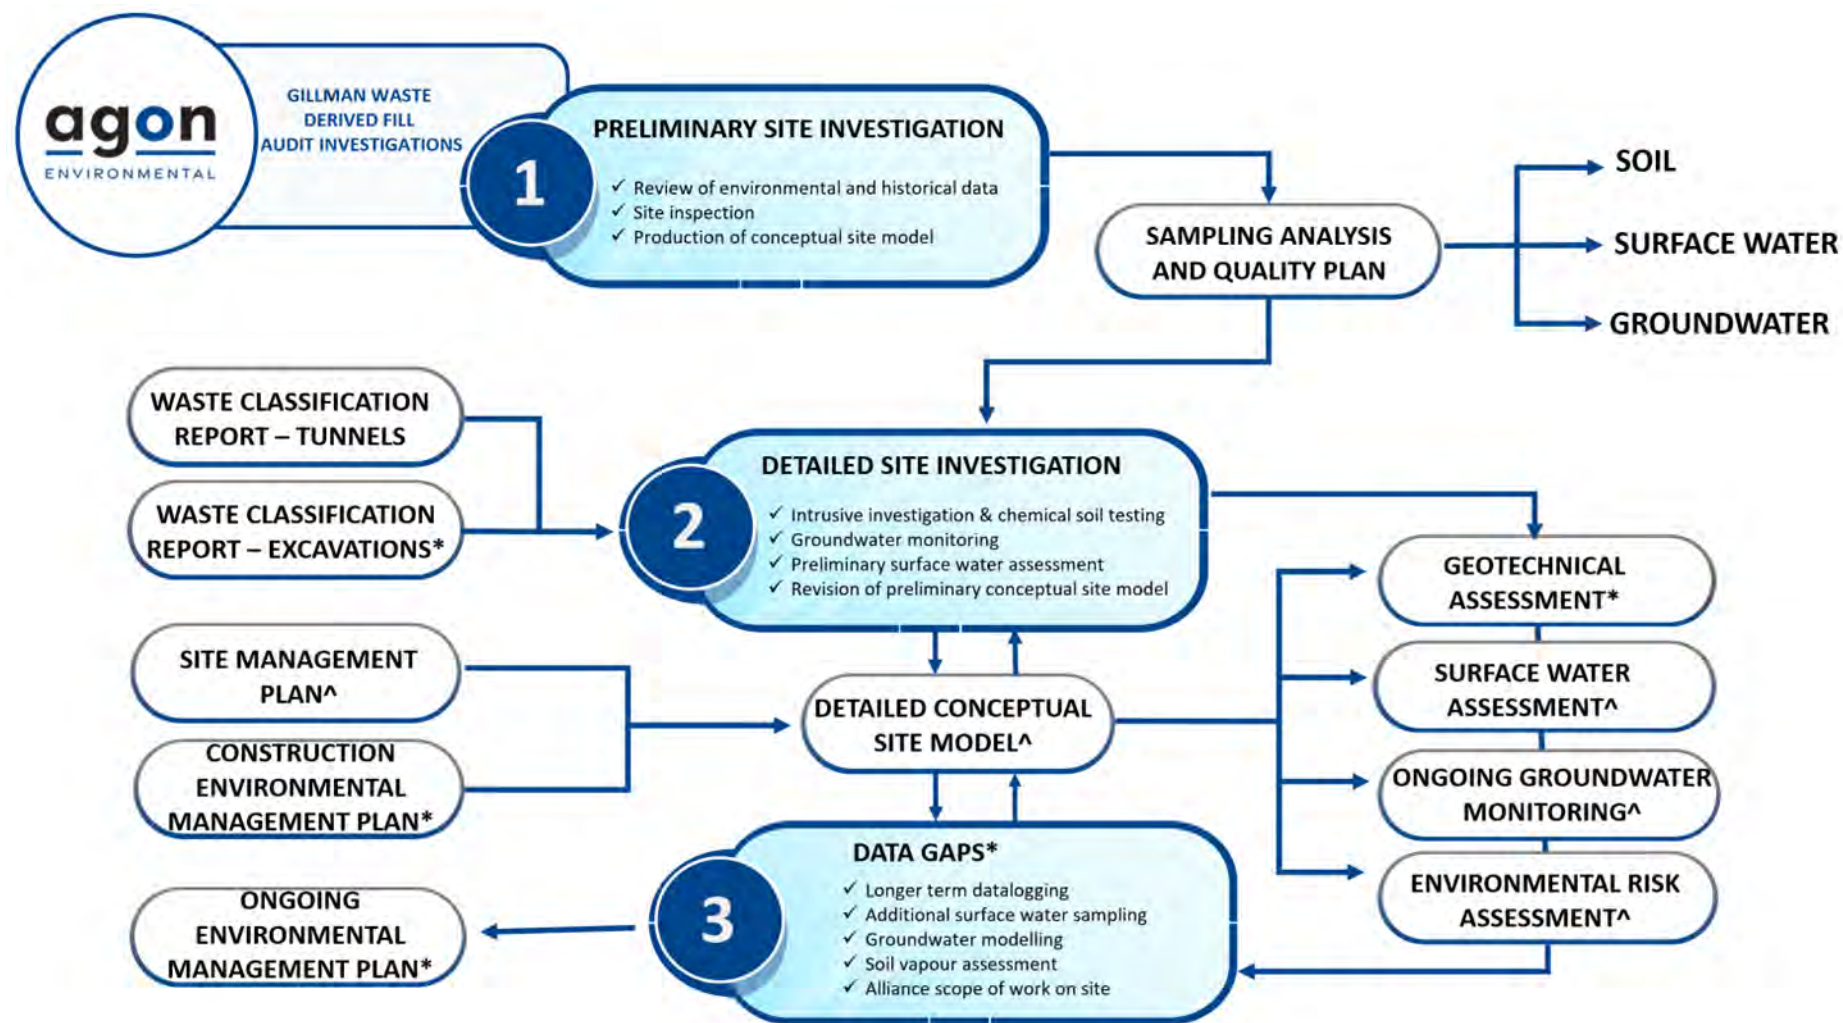 agon
ENVIRONMENTAL
GILLMAN WASTE
DERIVED FILL
AUDIT INVESTIGATIONS
1
PRELIMINARY SITE INVESTIGATION
✓ Review of environmental and historical data
✓ Site inspection
✓ Production of conceptual site model
SAMPLING ANALYSIS
AND QUALITY PLAN
SOIL
SURFACE WATER
GROUNDWATER
WASTE CLASSIFICATION
REPORT – TUNNELS
WASTE CLASSIFICATION
REPORT – EXCAVATIONS*
2
DETAILED SITE INVESTIGATION
✓ Intrusive investigation & chemical soil testing
✓ Groundwater monitoring
✓ Preliminary surface water assessment
✓ Revision of preliminary conceptual site model
SITE MANAGEMENT
PLAN^
CONSTRUCTION
ENVIRONMENTAL
MANAGEMENT PLAN*
DETAILED CONCEPTUAL
SITE MODEL^
GEOTECHNICAL
ASSESSMENT*
SURFACE WATER
ASSESSMENT^
ONGOING GROUNDWATER
MONITORING^
ENVIRONMENTAL RISK
ASSESSMENT^
3
DATA GAPS*
✓ Longer term datalogging
✓ Additional surface water sampling
✓ Groundwater modelling
✓ Soil vapour assessment
✓ Alliance scope of work on site
ONGOING
ENVIRONMENTAL
MANAGEMENT PLAN*